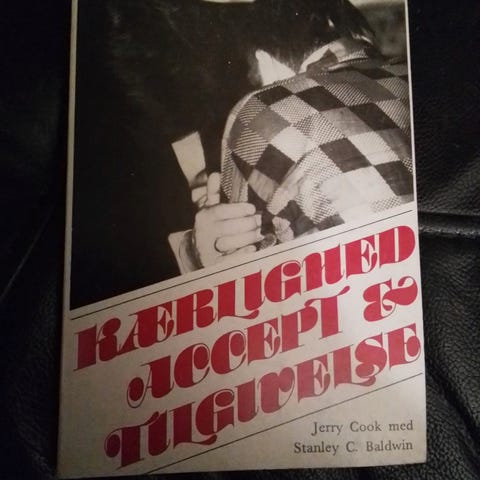 KÆRLIGHED
ACCEPT &
TILGIVELSE
Jerry Cook med
Stanley C. Baldwin